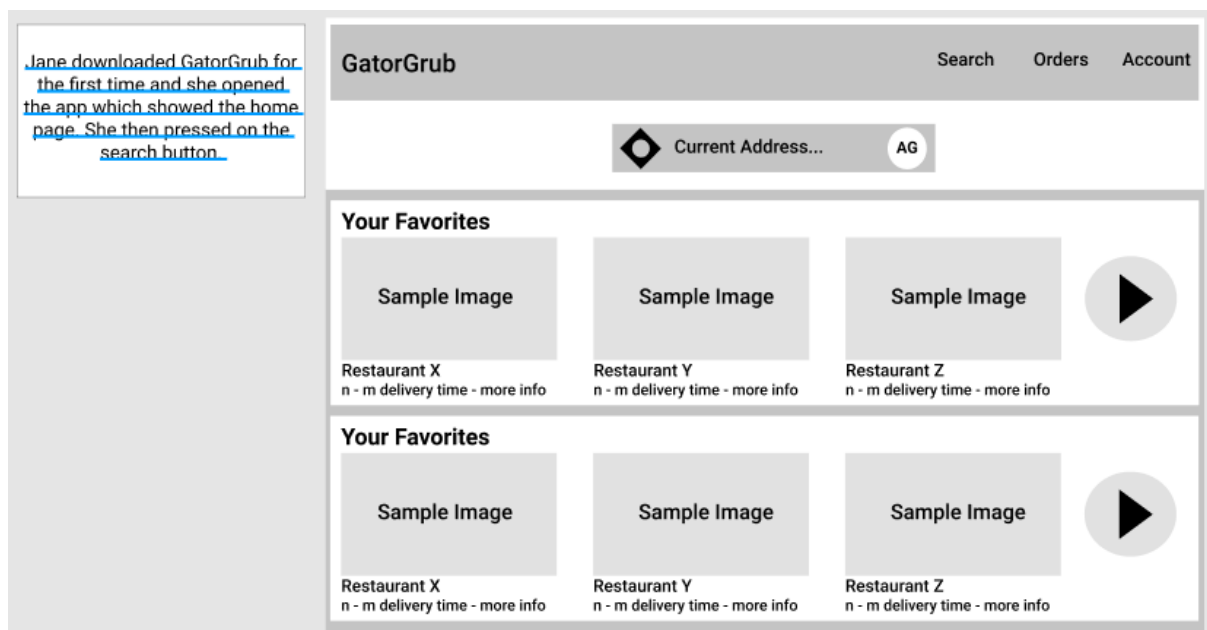 Jane downloaded GatorGrub for
the first time and she opened
the app which showed the home
page. She then pressed on the
search button.
GatorGrub
Search Orders Account
Current Address... AG
Your Favorites
Sample Image Sample Image Sample Image
Restaurant X Restaurant Y Restaurant Z
n - m delivery time - more info n - m delivery time - more info n - m delivery time - more info
Your Favorites
Sample Image Sample Image Sample Image
Restaurant X Restaurant Y Restaurant Z
n - m delivery time - more info n - m delivery time - more info n - m delivery time - more info